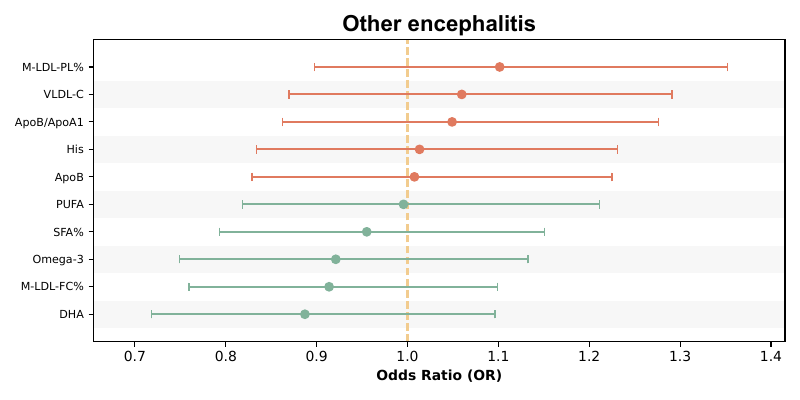 Other encephalitis
M-LDL-PL%
VLDL-C
ApoB/ApoA1
His
ApoB
PUFA
SFA%
Omega-3
M-LDL-FC%
DHA
0.7 0.8 0.9 1.0 1.1 1.2 1.3 1.4
Odds Ratio (OR)